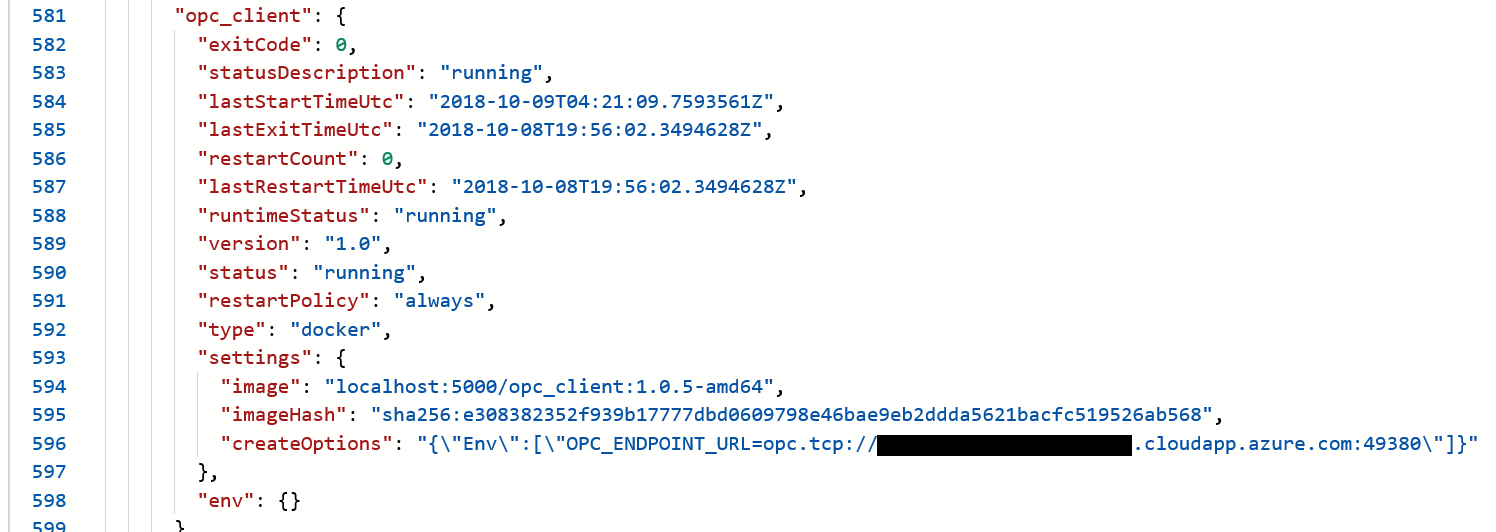 581 "opc_client": {
582 "exitCode": 0,
583 "statusDescription": "running",
584 "lastStartTimeUtc": "2018-10-09T04:21:09.7593561Z",
585 "lastExitTimeUtc": "2018-10-08T19:56:02.3494628Z",
586 "restartCount": 0,
587 "lastRestartTimeUtc": "2018-10-08T19:56:02.3494628Z",
588 "runtimeStatus": "running",
589 "version": "1.0",
590 "status": "running",
591 "restartPolicy": "always",
592 "type": "docker",
593 "settings": {
594 "image": "localhost:5000/opc_client:1.0.5-amd64",
595 "imageHash": "sha256:e308382352f939b17777dbd0609798e46bae9eb2ddda5621bacfc519526ab568",
596 "createOptions": "{\"Env\":[\"OPC_ENDPOINT_URL=opc.tcp:// .cloudapp.azure.com:49380\"]}"
597 },
598 "env": {}
599 }